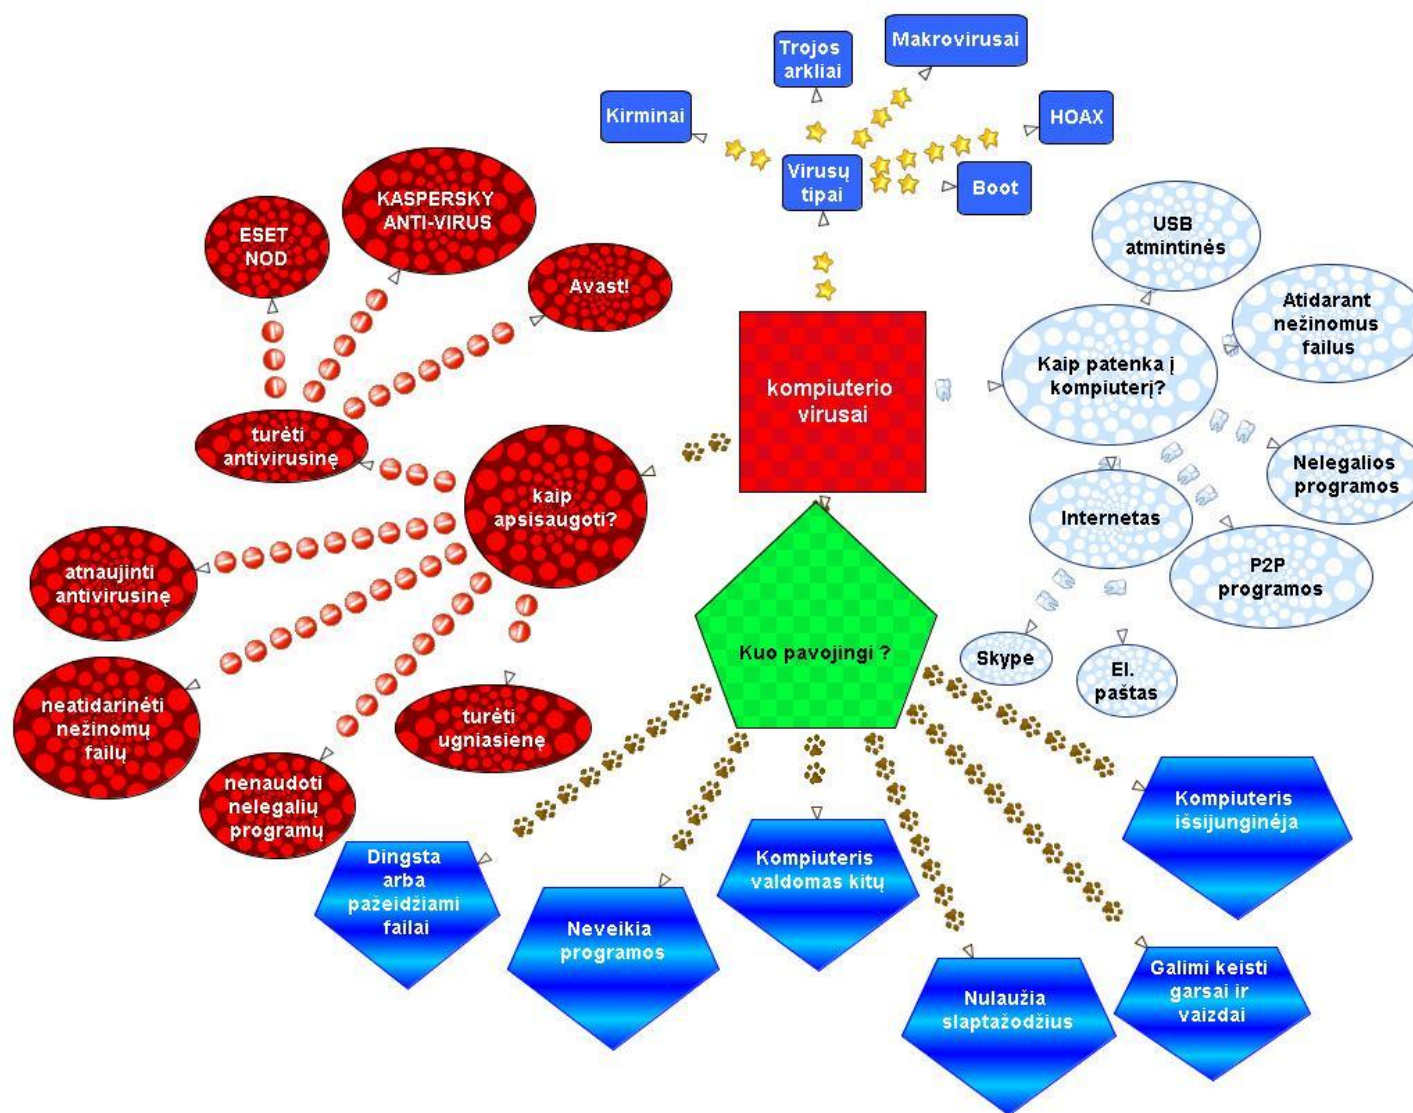 Trojos
arkliai
Makrovirusai
Kirminai
HOAX
Virusų
tipai
Boot
KASPERSKY
ANTI-VIRUS
ESET
NOD
Avast!
USB
atmintinės
Atidarant
nežinomus
failus
Kaip patenka į
kompiuterį?
kompiuterio
virusai
turėti
antivirusinę
kaip
apsisaugoti?
Nelegalios
programos
Internetas
P2P
programos
atnaujinti
antivirusinę
Kuo pavojingi ?
Skype
El.
paštas
neatidarinėti
nežinomų
failų
turėti
ugniasienę
nenaudoti
nelegalių
programų
Kompiuteris
išsijunginėja
Dingsta
arba
pažeidžiami
failai
Kompiuteris
valdomas kitų
Neveikia
programos
Nulaužia
slaptažodžius
Galimi keisti
garsai ir
vaizdai